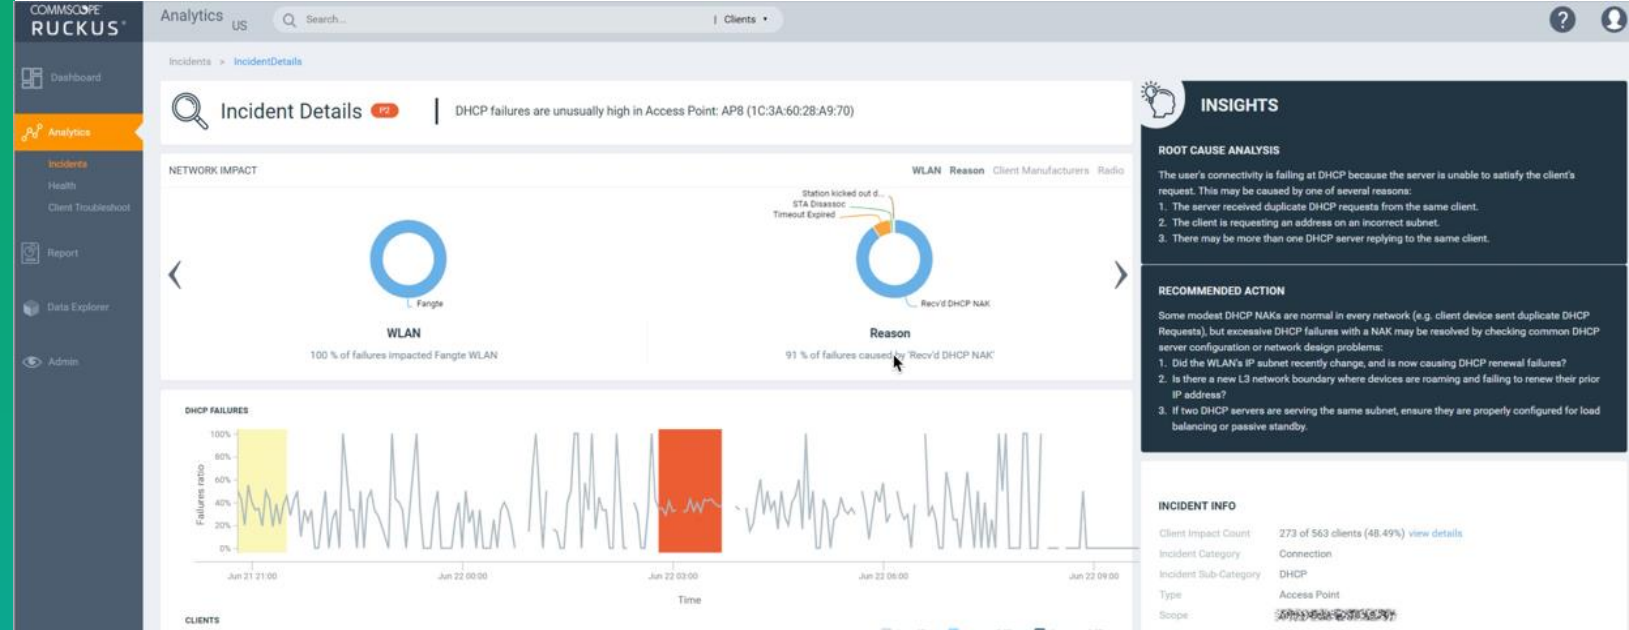 COMMSCOPE
RUCKUS
Analytics
US
Search...
| Clients
Dashboard
Analytics
Incidents
Health
Client Troubleshoot
Report
Data Explorer
Admin
Incidents > IncidentDetails
Incident Details P2
DHCP failures are unusually high in Access Point: AP8 (1C:3A:60:28:A9:70)
NETWORK IMPACT
WLAN Reason Client Manufacturers Radio
Fangte
WLAN
100 % of failures impacted Fangte WLAN
Station kicked out d...
STA Disassoc
Timeout Expired
Recv'd DHCP NAK
Reason
91 % of failures caused by 'Recv'd DHCP NAK'
DHCP FAILURES
Failures ratio
100%
80%
60%
40%
20%
0%
Jun 21 21:00 Jun 22 00:00 Jun 22 03:00 Jun 22 06:00 Jun 22 09:00
Time
CLIENTS
INSIGHTS
ROOT CAUSE ANALYSIS
The user's connectivity is failing at DHCP because the server is unable to satisfy the client's
request. This may be caused by one of several reasons:
1. The server received duplicate DHCP requests from the same client.
2. The client is requesting an address on an incorrect subnet.
3. There may be more than one DHCP server replying to the same client.
RECOMMENDED ACTION
Some modest DHCP NAKs are normal in every network (e.g. client device sent duplicate DHCP
Requests), but excessive DHCP failures with a NAK may be resolved by checking common DHCP
server configuration or network design problems:
1. Did the WLAN's IP subnet recently change, and is now causing DHCP renewal failures?
2. Is there a new L3 network boundary where devices are roaming and failing to renew their prior
IP address?
3. If two DHCP servers are serving the same subnet, ensure they are properly configured for load
balancing or passive standby.
INCIDENT INFO
Client Impact Count 273 of 563 clients (48.49%) view details
Incident Category Connection
Incident Sub-Category DHCP
Type Access Point
Scope